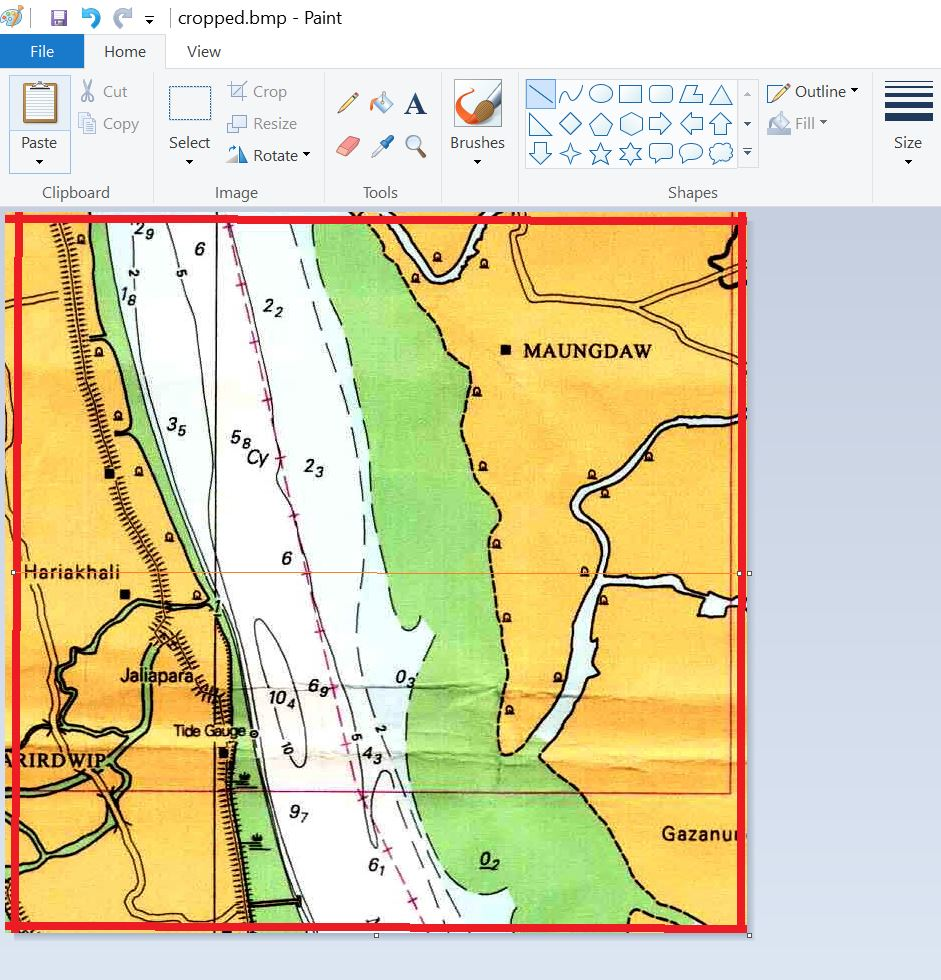 cropped.bmp - Paint
File Home View
Paste
Cut
Copy
Clipboard
Select
Crop
Resize
Rotate
Image
Tools
Brushes
Outline
Fill
Shapes
Size
2₉
6
2
5
1₈
2₂
MAUNGDAW
3₅
5₈
Cy
2₃
6
Hariakhali
1
Jaliapara
10₄
6₉
0₃
Tide Gauge
5
2
10
4₃
ARIRDWIP
9₇
Gazanu
6₁
0₂